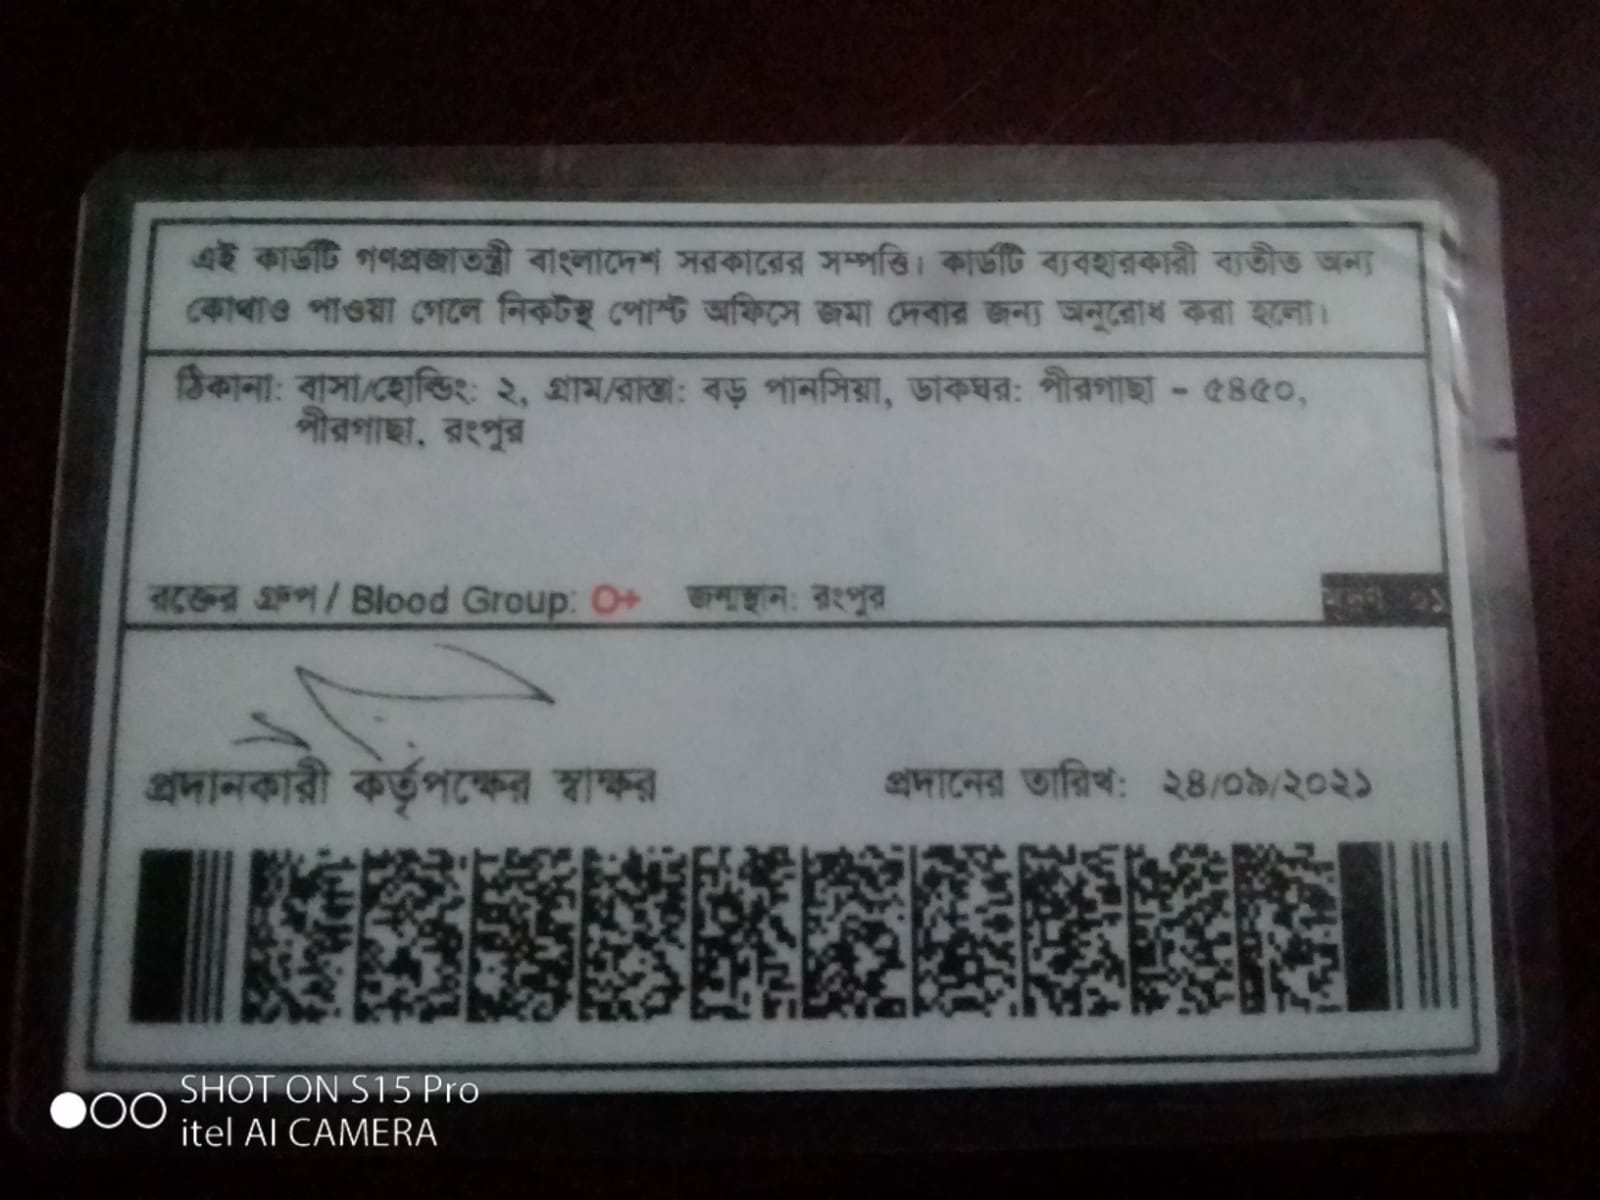 এই কার্ডটি গণপ্রজাতন্ত্রী বাংলাদেশ সরকারের সম্পত্তি। কার্ডটি ব্যবহারকারী ব্যতীত অন্য
কোথাও পাওয়া গেলে নিকটস্থ পোস্ট অফিসে জমা দেবার জন্য অনুরোধ করা হলো।
ঠিকানা: বাসা/হোল্ডিং: ২, গ্রাম/রাস্তা: বড় পানসিয়া, ডাকঘর: পীরগাছা - ৫৪৫০,
পীরগাছা, রংপুর
রক্তের গ্রুপ / Blood Group: O+ জন্মস্থান: রংপুর
প্রদানকারী কর্তৃপক্ষের স্বাক্ষর প্রদানের তারিখ: ২৪/০৯/২০২১
SHOT ON S15 Pro
itel AI CAMERA